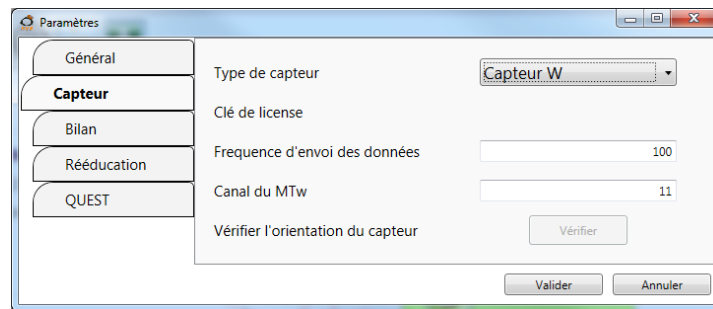 Paramètres
Général
Capteur
Bilan
Rééducation
QUEST
Type de capteur Capteur W
Clé de license
Frequence d'envoi des données 100
Canal du MTw 11
Vérifier l'orientation du capteur Vérifier
Valider Annuler